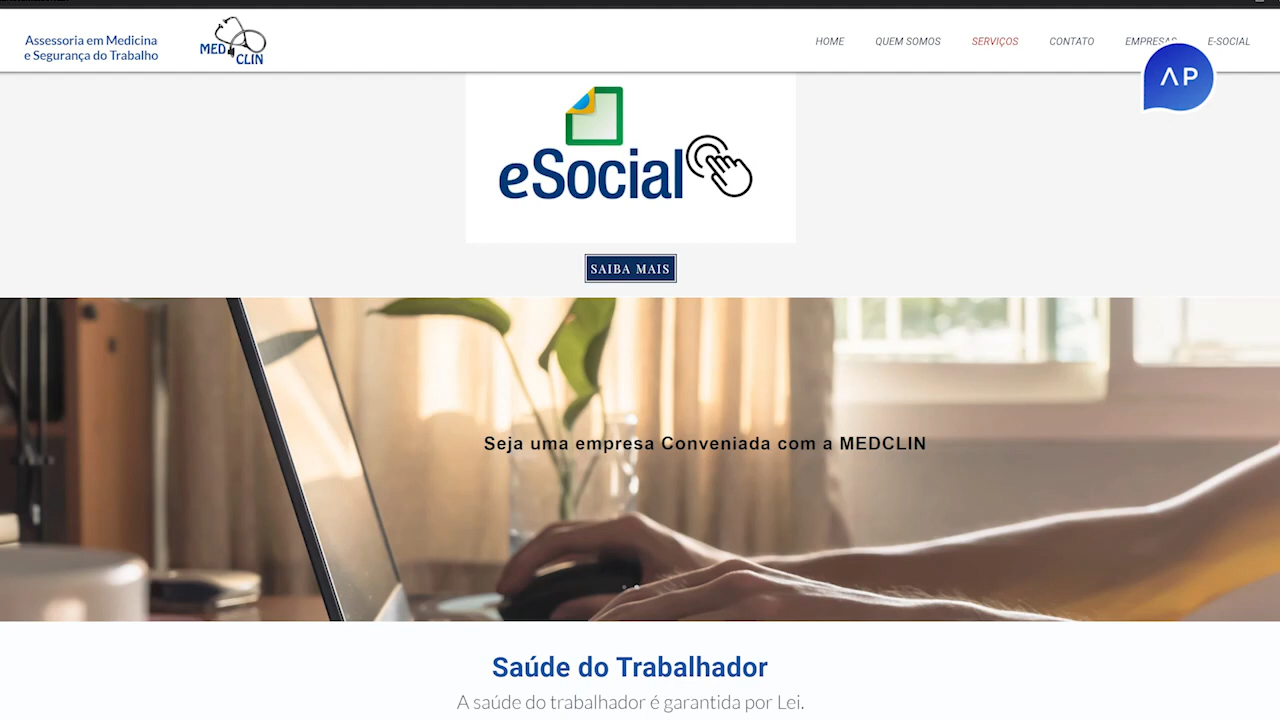 Assessoria em Medicina
e Segurança do Trabalho
MED
CLIN
HOME QUEM SOMOS SERVIÇOS CONTATO EMPRESAS E-SOCIAL
AP
eSocial
SAIBA MAIS
Seja uma empresa Conveniada com a MEDCLIN
Saúde do Trabalhador
A saúde do trabalhador é garantida por Lei.